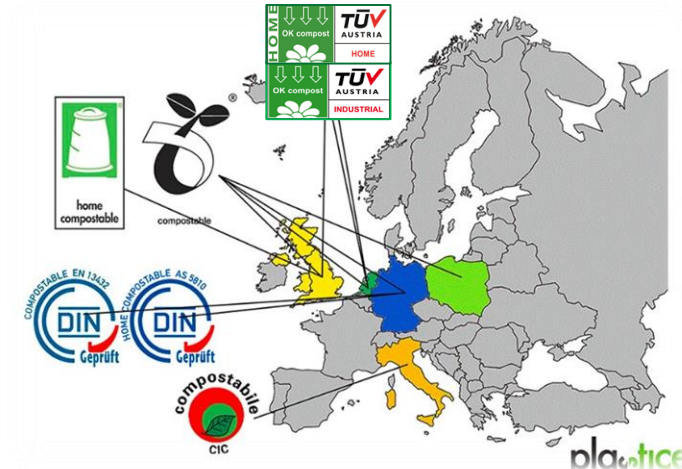 HOME
OK compost
TÜV
AUSTRIA
HOME
OK compost
TÜV
AUSTRIA
INDUSTRIAL
®
home
compostable
compostable
COMPOSTABLE EN 13432
DIN
Geprüft
HOME COMPOSTABLE AS 5810
DIN
Geprüft
compostabile
CIC
plastice